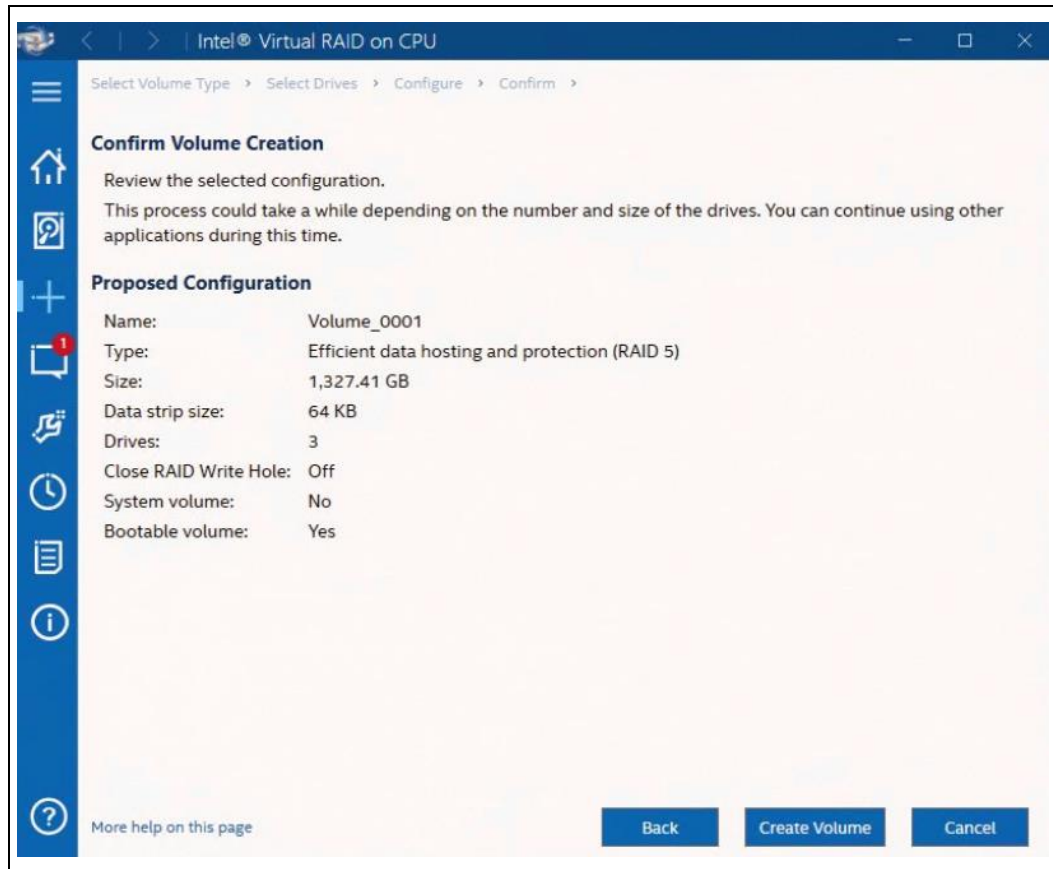 Intel® Virtual RAID on CPU
Select Volume Type > Select Drives > Configure > Confirm >
Confirm Volume Creation
Review the selected configuration.
This process could take a while depending on the number and size of the drives. You can continue using other
applications during this time.
Proposed Configuration
Name: Volume_0001
Type: Efficient data hosting and protection (RAID 5)
Size: 1,327.41 GB
Data strip size: 64 KB
Drives: 3
Close RAID Write Hole: Off
System volume: No
Bootable volume: Yes
1
More help on this page
Back Create Volume Cancel